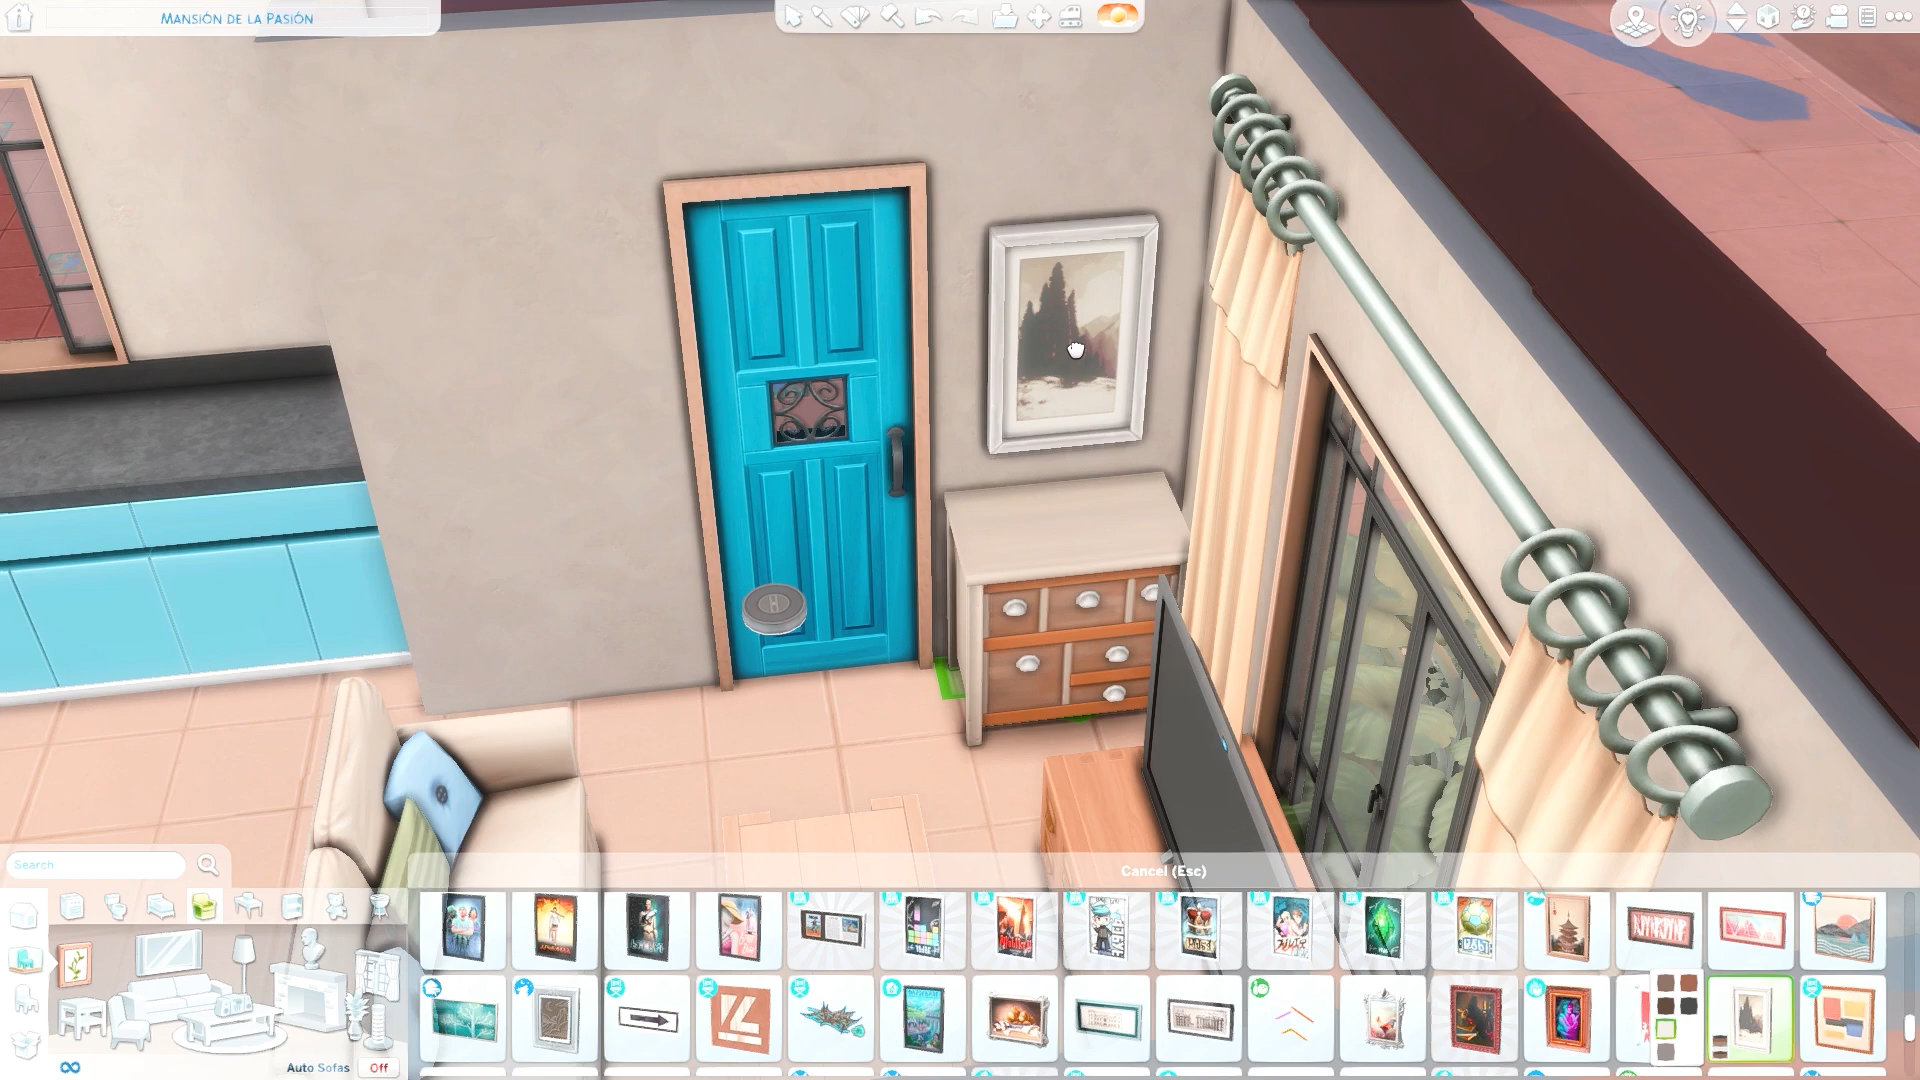 MANSIÓN DE LA PASIÓN
Search
Cancel (Esc)
Auto Sofas
Off